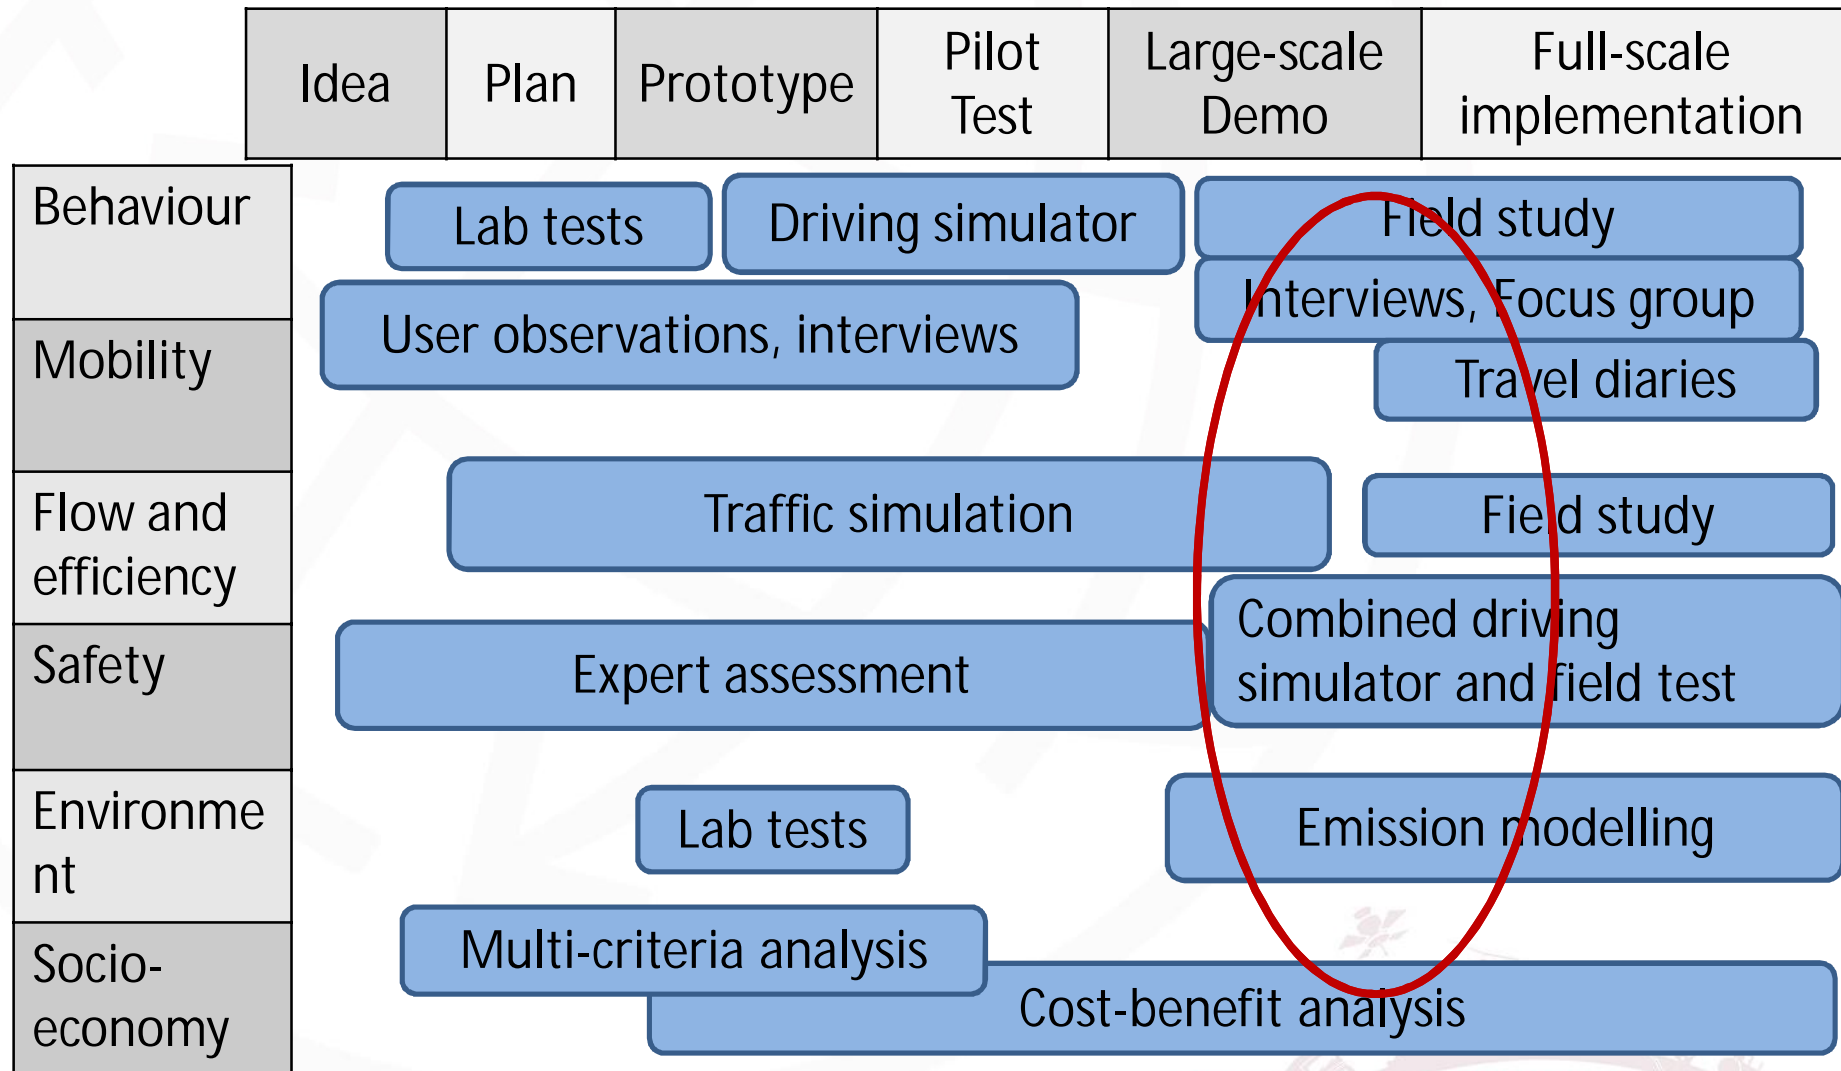 Idea
Plan
Prototype
Pilot
Test
Large-scale
Demo
Full-scale
implementation
Behaviour
Lab tests
Driving simulator
Field study
Interviews, Focus group
User observations, interviews
Mobility
Travel diaries
Flow and
efficiency
Traffic simulation
Field study
Safety
Expert assessment
Combined driving
simulator and field test
Environme
nt
Lab tests
Emission modelling
Socio-
economy
Multi-criteria analysis
Cost-benefit analysis